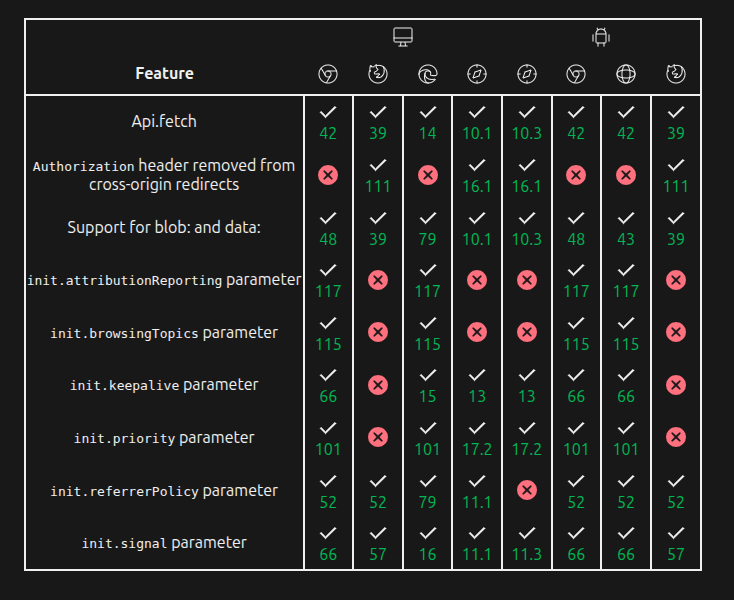 Feature
Api.fetch
42 39 14 10.1 10.3 42 42 39
Authorization header removed from
cross-origin redirects
111 16.1 16.1 111
Support for blob: and data:
48 39 79 10.1 10.3 48 43 39
init.attributionReporting parameter
117 117 117 117
init.browsingTopics parameter
115 115 115 115
init.keepalive parameter
66 15 13 13 66 66
init.priority parameter
101 101 17.2 17.2 101 101
init.referrerPolicy parameter
52 52 79 11.1 52 52 52
init.signal parameter
66 57 16 11.1 11.3 66 66 57